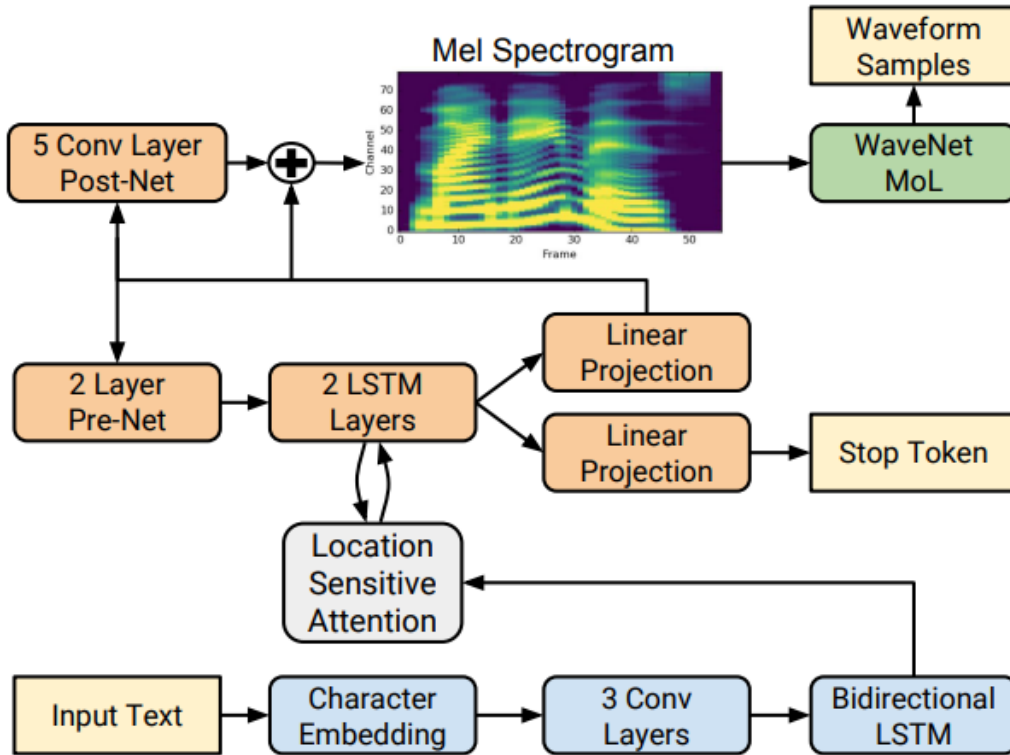 Waveform
Samples
Mel Spectrogram
5 Conv Layer
Post-Net
WaveNet
MoL
Channel
70
60
50
40
30
20
10
0
0 10 20 30 40 50
Frame
2 Layer
Pre-Net
2 LSTM
Layers
Linear
Projection
Linear
Projection
Stop Token
Location
Sensitive
Attention
Input Text
Character
Embedding
3 Conv
Layers
Bidirectional
LSTM